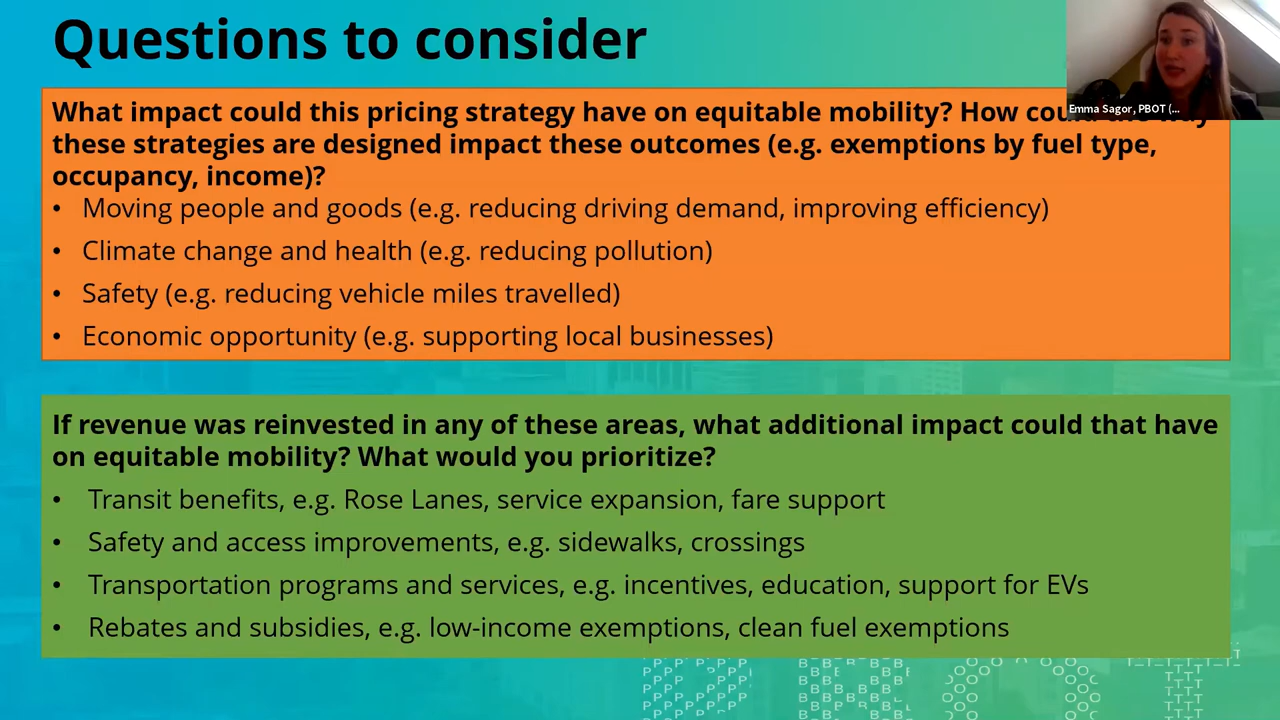 Questions to consider
Emma Sagor, PBOT (...
What impact could this pricing strategy have on equitable mobility? How could the way
these strategies are designed impact these outcomes (e.g. exemptions by fuel type,
occupancy, income)?
• Moving people and goods (e.g. reducing driving demand, improving efficiency)
• Climate change and health (e.g. reducing pollution)
• Safety (e.g. reducing vehicle miles travelled)
• Economic opportunity (e.g. supporting local businesses)
If revenue was reinvested in any of these areas, what additional impact could that have
on equitable mobility? What would you prioritize?
• Transit benefits, e.g. Rose Lanes, service expansion, fare support
• Safety and access improvements, e.g. sidewalks, crossings
• Transportation programs and services, e.g. incentives, education, support for EVs
• Rebates and subsidies, e.g. low-income exemptions, clean fuel exemptions
PBOT